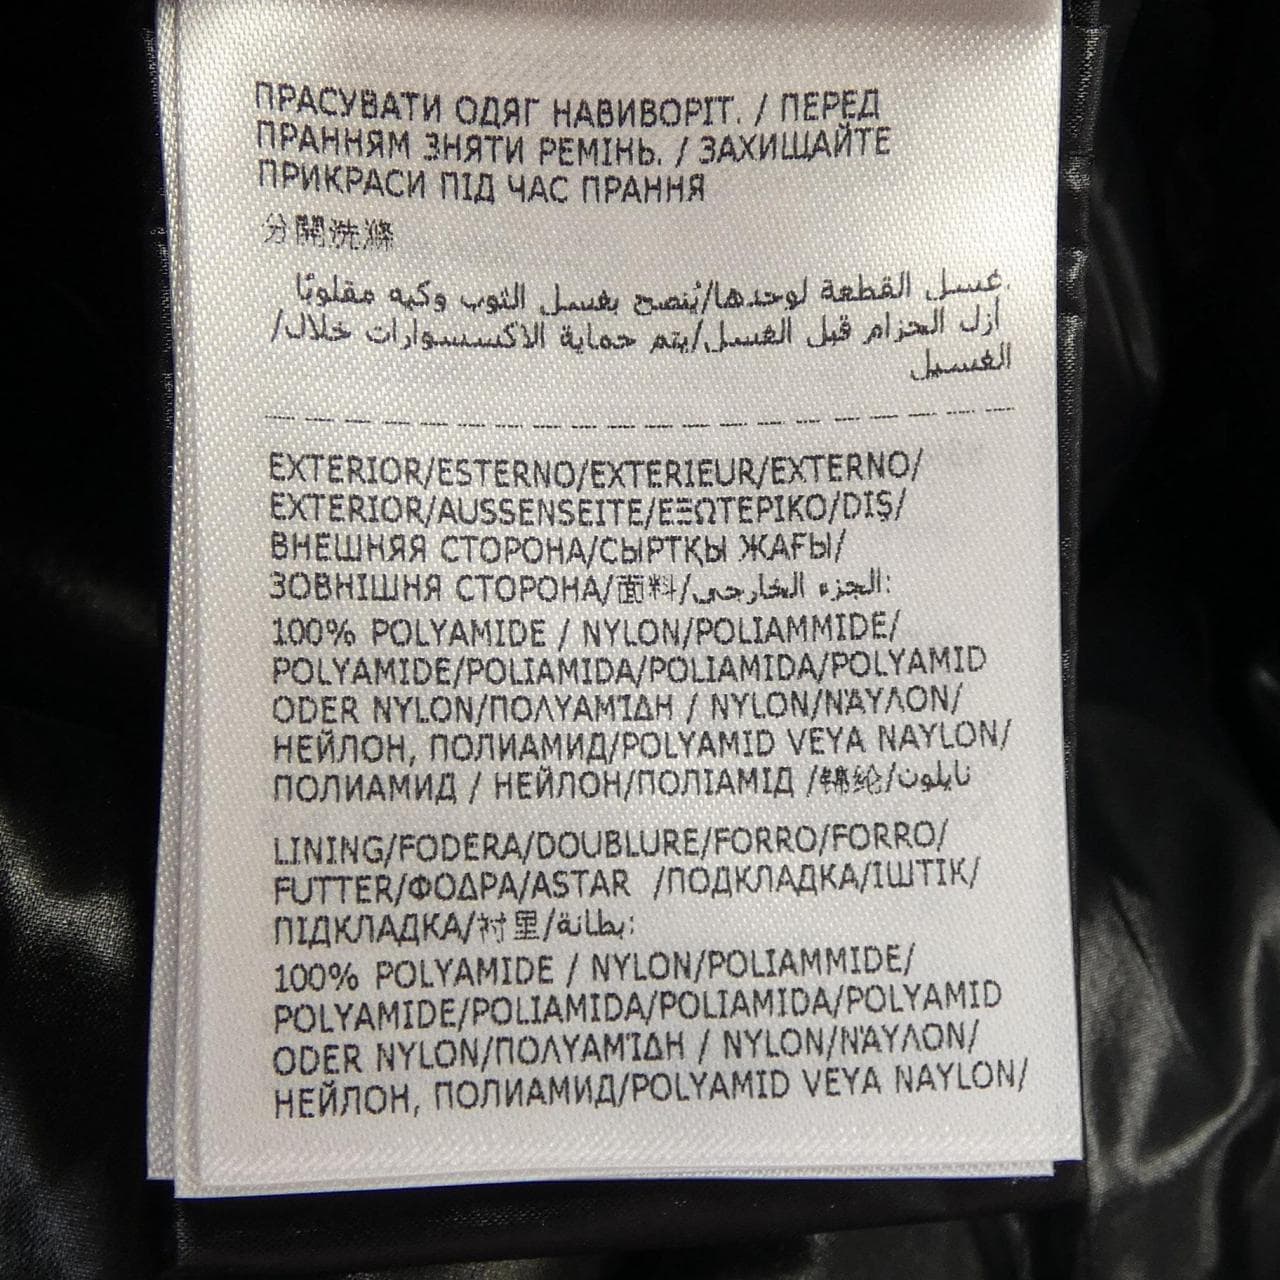 ПРАСУВАТИ ОДЯГ НАВИВОРІТ. / ПЕРЕД
ПРАННЯМ ЗНЯТИ РЕМІНЬ. / ЗАХИЩАЙТЕ
ПРИКРАСИ ПІД ЧАС ПРАННЯ
分開洗滌
غسل القطعة لوحدها/يُنصح بغسل الثوب وكيه مقلوبًا.
أزل الحزام قبل الغسل/يتم حماية الاكسسوارات خلال/
الغسيل
EXTERIOR/ESTERNO/EXTERIEUR/EXTERNO/
EXTERIOR/AUSSENSEITE/ΕΞΩΤΕΡΙΚΟ/DIŞ/
ВНЕШНЯЯ СТОРОНА/СЫРТҚЫ ЖАҒЫ/
ЗОВНІШНЯ СТОРОНА/面料/الجزء الخارجي:
100% POLYAMIDE / NYLON/POLIAMMIDE/
POLYAMIDE/POLIAMIDA/POLIAMIDA/POLYAMID
ODER NYLON/ΠΟΛΥΑΜΊΔΗ / NYLON/ΝΆΥΛΟΝ/
НЕЙЛОН, ПОЛИАМИД/POLYAMID VEYA NAYLON/
ПОЛИАМИД / НЕЙЛОН/ПОЛІАМІД /锦纶/نايلون
LINING/FODERA/DOUBLURE/FORRO/FORRO/
FUTTER/ΦΟΔΡΑ/ASTAR /ПОДКЛАДКА/ІШТІК/
ПІДКЛАДКА/衬里/بطانة:
100% POLYAMIDE / NYLON/POLIAMMIDE/
POLYAMIDE/POLIAMIDA/POLIAMIDA/POLYAMID
ODER NYLON/ΠΟΛΥΑΜΊΔΗ / NYLON/ΝΆΥΛΟΝ/
НЕЙЛОН, ПОЛИАМИД/POLYAMID VEYA NAYLON/